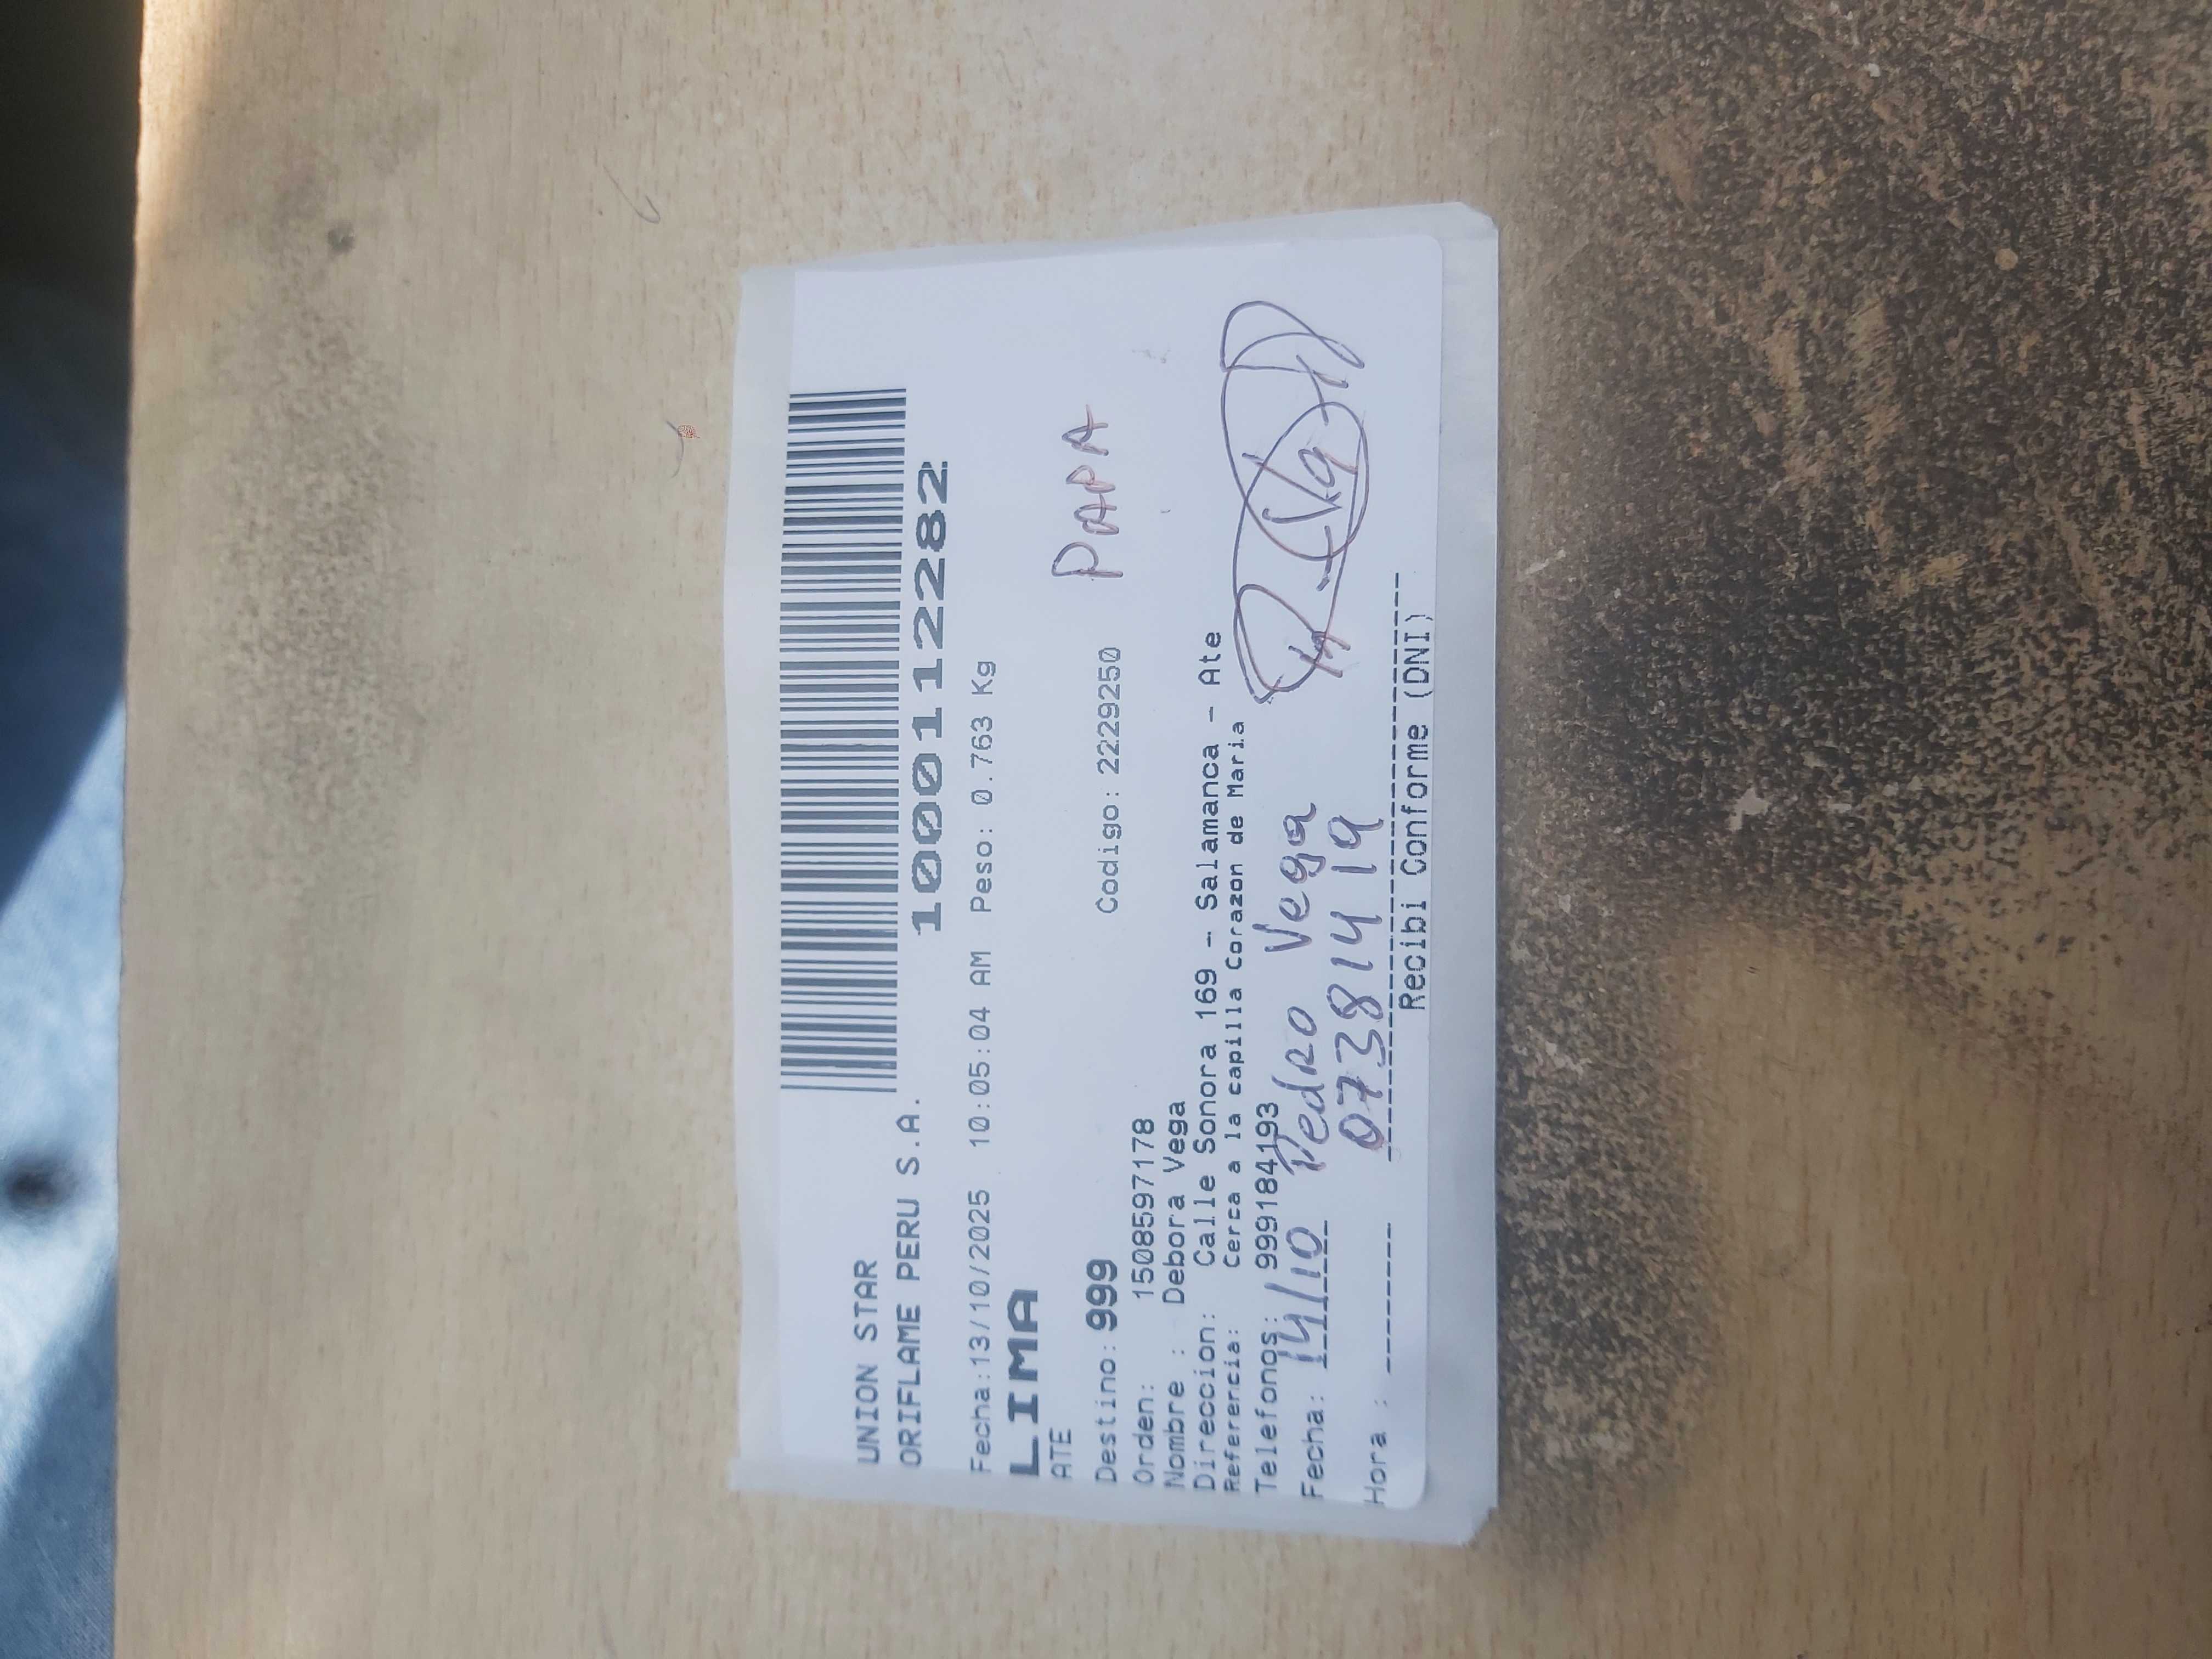 UNION STAR
ORIFLAME PERU S.A.
1000112282
Fecha:13/10/2025 10:05:04 AM Peso: 0.763 Kg
LIMA
ATE
PAPA
Destino: 999 Codigo: 22229250
Orden: 1508597178
Nombre : Debora Vega
Direccion: Calle Sonora 169 - Salamanca - Ate
Referencia: Cerca a la capilla Corazon de Maria
Telefonos: 999184193
Fecha: 14/10 Pedro Vega
07381419
Hora :
Recibi Conforme (DNI)